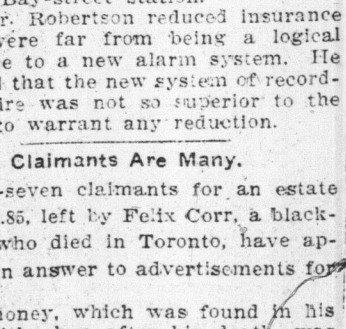 Bay-street station.
r. Robertson reduced insurance
were far from being a logical
e to a new alarm system. He
l that the new system of record-
ire was not so superior to the
to warrant any reduction.
Claimants Are Many.
-seven claimants for an estate
.85, left by Felix Corr, a black-
who died in Toronto, have ap-
n answer to advertisements for
money, which was found in his